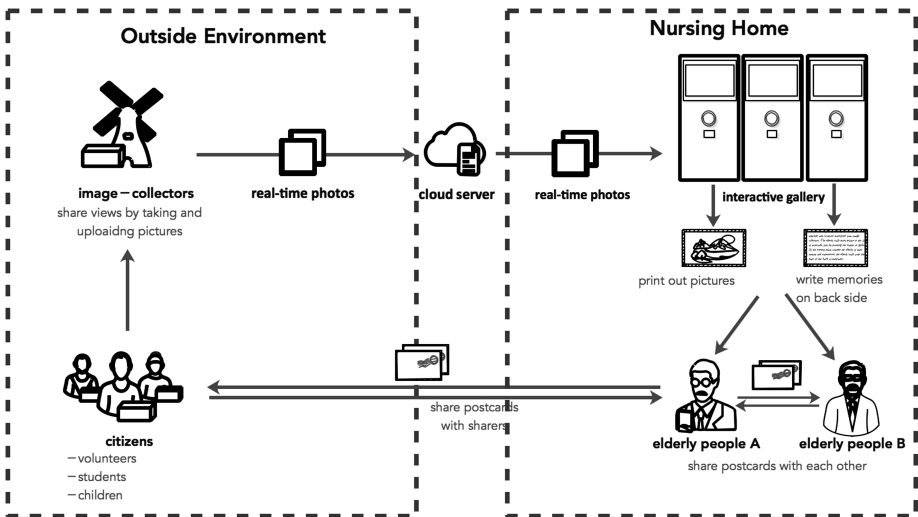 Outside Environment
Nursing Home
image – collectors
share views by taking and
uploaidng pictures
real-time photos
cloud server
real-time photos
interactive gallery
print out pictures
write memories
on back side
citizens
– volunteers
– students
– children
share postcards
with sharers
elderly people A
elderly people B
share postcards with each other